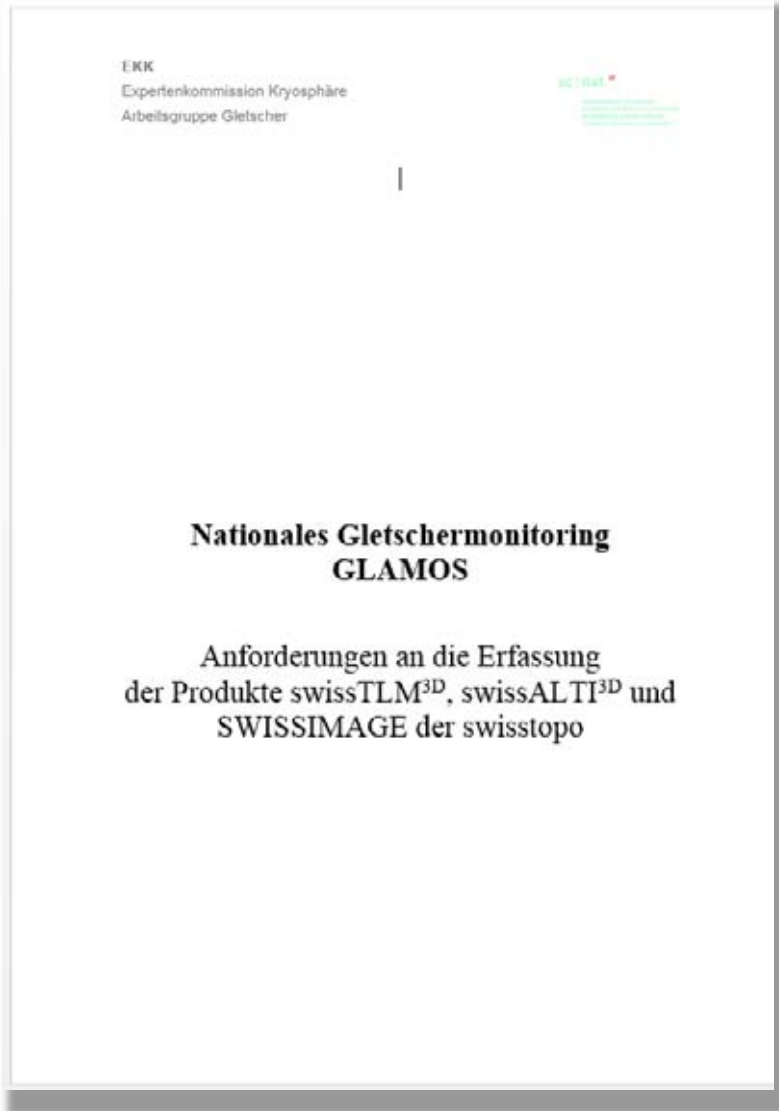 EKK
Expertenkommission Kryosphäre
Arbeitsgruppe Gletscher
Nationales Gletschermonitoring
GLAMOS
Anforderungen an die Erfassung
der Produkte swissTLM³ᴰ, swissALTI³ᴰ und
SWISSIMAGE der swisstopo